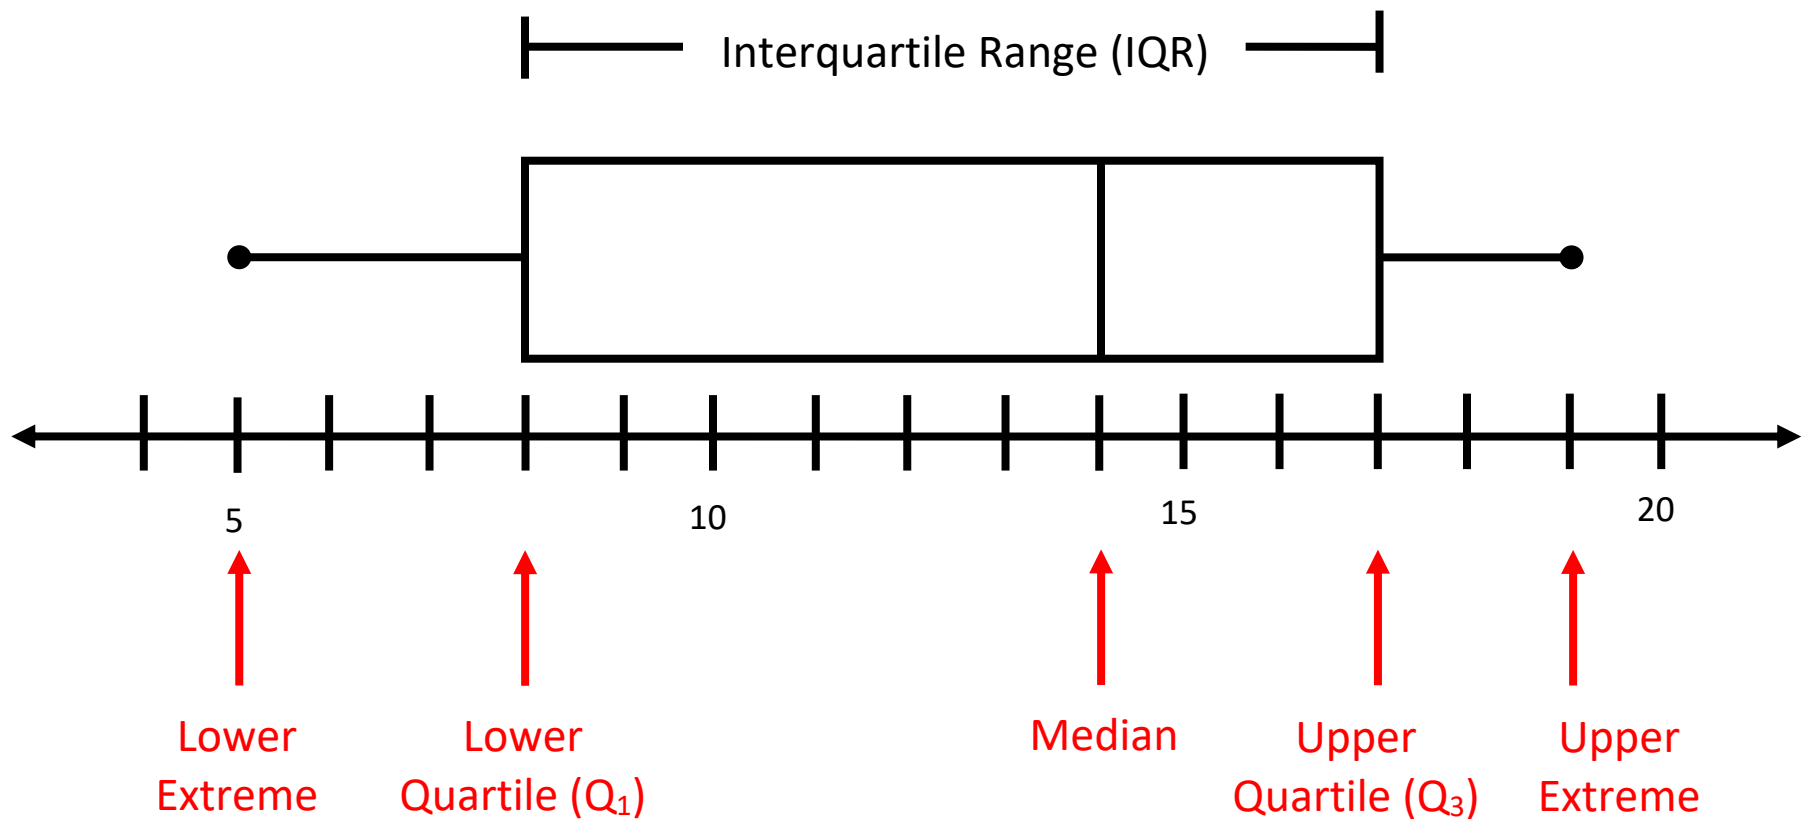 Interquartile Range (IQR)
5 10 15 20
Lower Extreme
Lower Quartile (Q₁)
Median
Upper Quartile (Q₃)
Upper Extreme